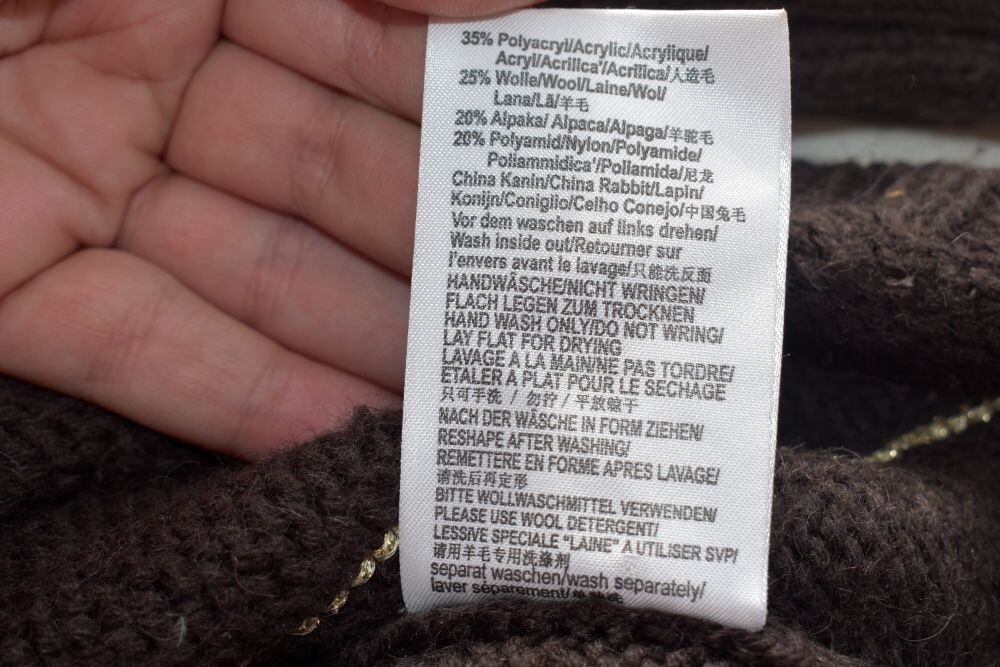 35% Polyacryl/Acrylic/Acrylique/
Acryl/Acrilica'/Acrílica/人造毛
25% Wolle/Wool/Laine/Wol/
Lana/Lã/羊毛
20% Alpaka/ Alpaca/Alpaga/羊驼毛
20% Polyamid/Nylon/Polyamide/
Poliammidica'/Poliamida/尼龙
China Kanin/China Rabbit/Lapin/
Konijn/Coniglio/Celho Conejo/中国兔毛
Vor dem waschen auf links drehen/
Wash inside out/Retourner sur
l'envers avant le lavage/只能洗反面
HANDWÄSCHE/NICHT WRINGEN/
FLACH LEGEN ZUM TROCKNEN
HAND WASH ONLY/DO NOT WRING/
LAY FLAT FOR DRYING
LAVAGE A LA MAIN/NE PAS TORDRE/
ETALER A PLAT POUR LE SECHAGE
只可手洗 / 勿拧 / 平放晾干
NACH DER WÄSCHE IN FORM ZIEHEN/
RESHAPE AFTER WASHING/
REMETTERE EN FORME APRES LAVAGE/
请洗后再定形
BITTE WOLLWASCHMITTEL VERWENDEN/
PLEASE USE WOOL DETERGENT/
LESSIVE SPECIALE "LAINE" A UTILISER SVP/
请用羊毛专用洗涤剂
separat waschen/wash separately/
laver séparement/